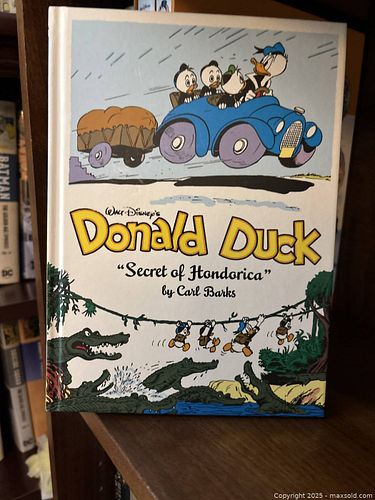 Walt Disney's
Donald Duck
"Secret of Hondorica"
by Carl Barks
BATMAN
DC
Copyright 2025 - maxsold.com